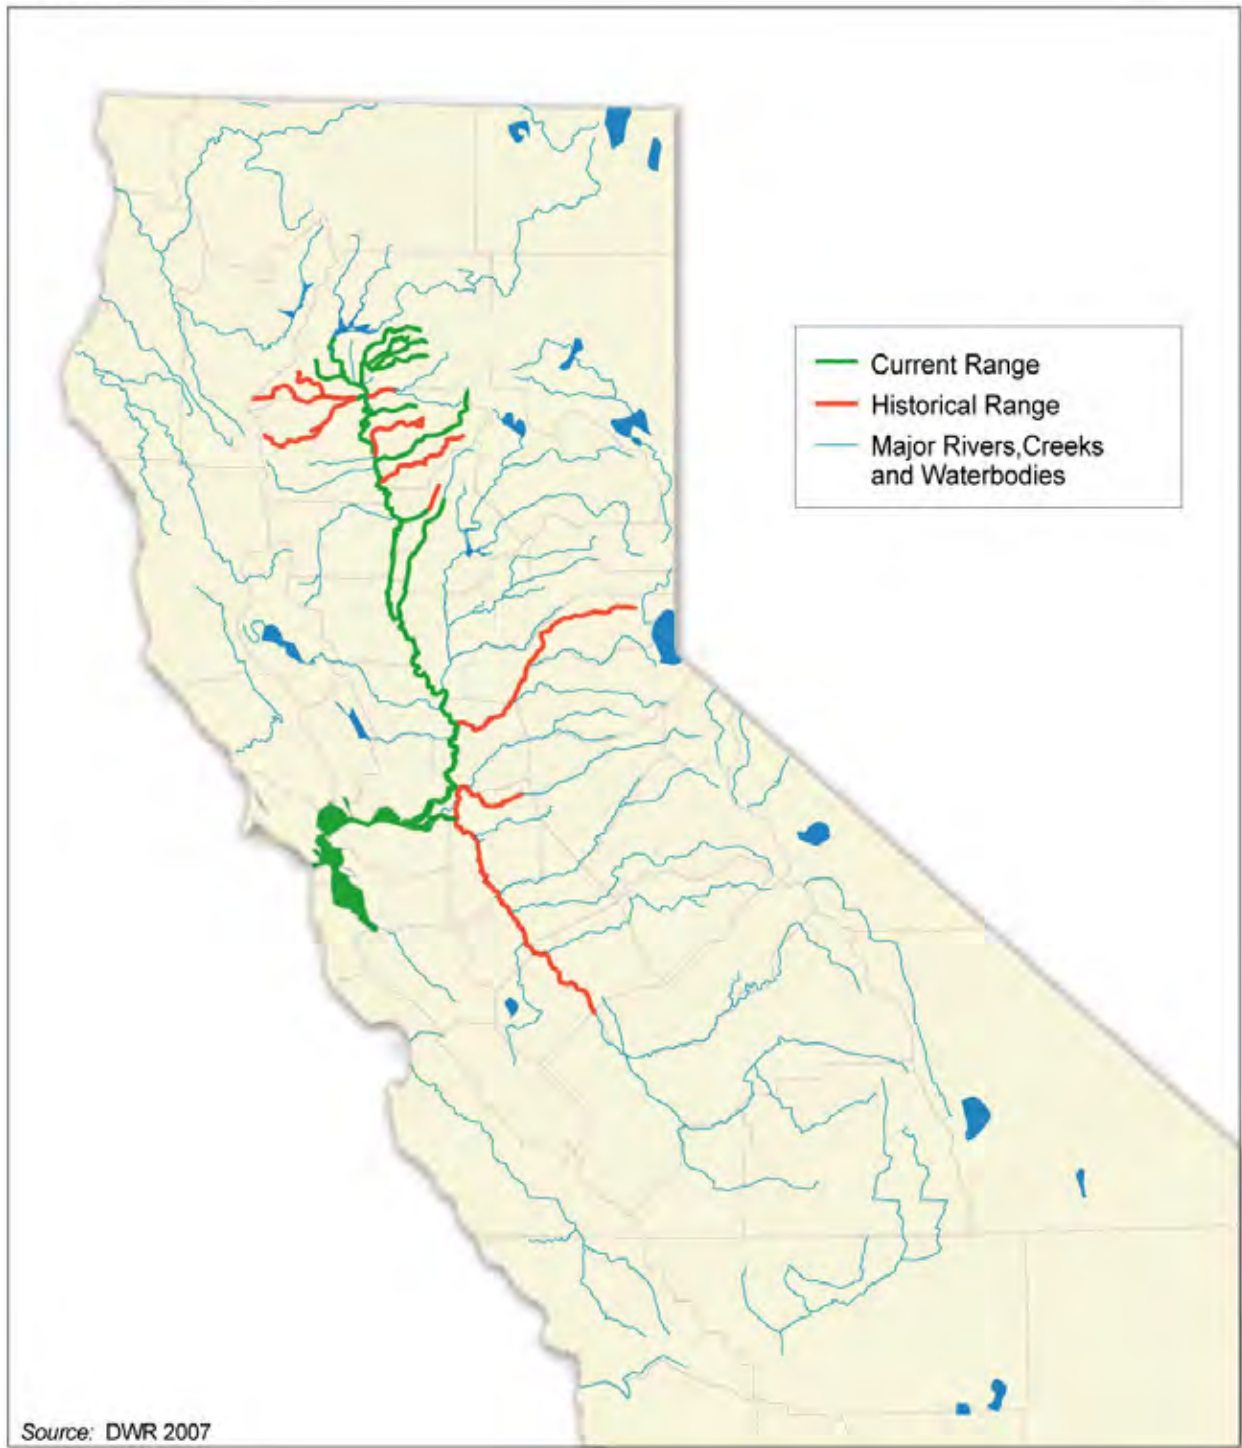 Current Range
Historical Range
Major Rivers,Creeks
and Waterbodies
Source: DWR 2007